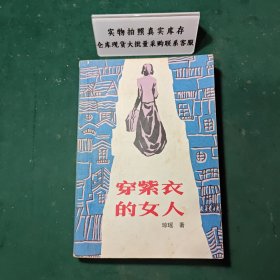 实物拍照真实库存
仓库现货大批量采购联系客服
穿紫衣
的女人
琼瑶 著